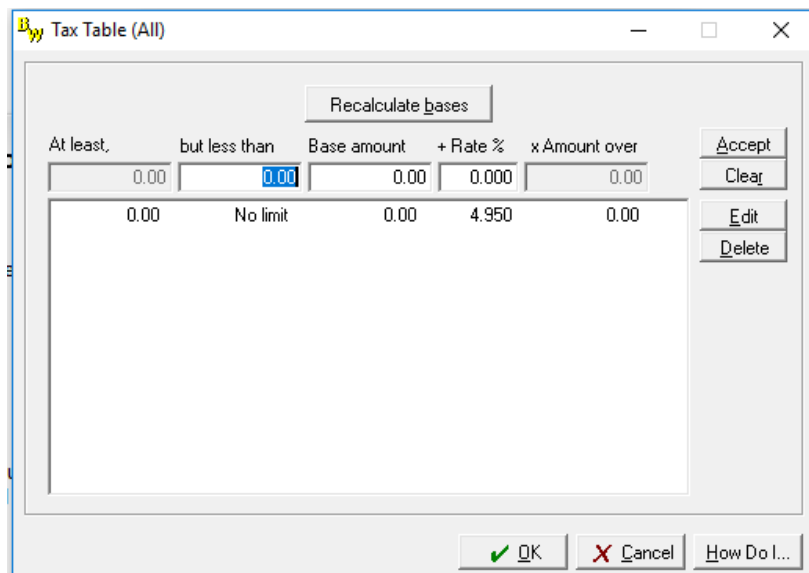 Byy Tax Table (All)
Recalculate bases
At least, but less than Base amount + Rate % x Amount over Accept
0.00 0.00 0.00 0.000 0.00 Clear
0.00 No limit 0.00 4.950 0.00 Edit
Delete
OK Cancel How Do I...